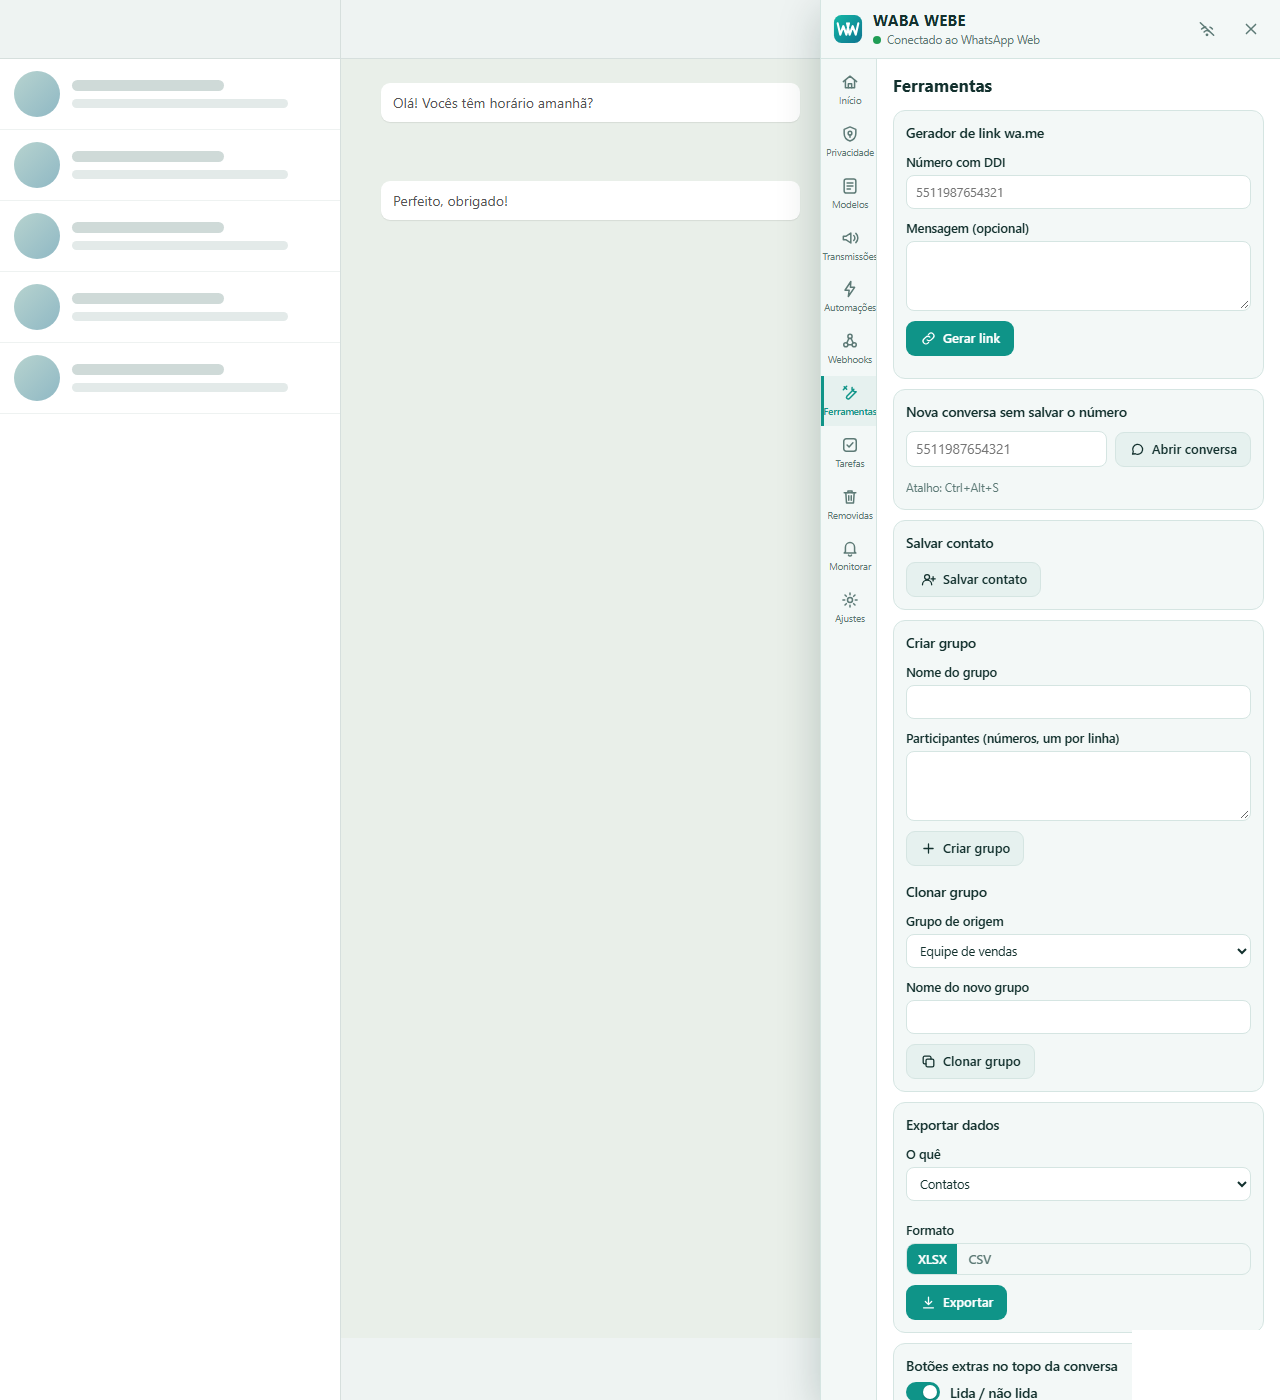 WABA WEBE
Conectado ao WhatsApp Web
Olá! Vocês têm horário amanhã?
Perfeito, obrigado!
Início
Privacidade
Modelos
Transmissões
Automações
Webhooks
Ferramentas
Tarefas
Removidas
Monitorar
Ajustes
Ferramentas
Gerador de link wa.me
Número com DDI
5511987654321
Mensagem (opcional)
Gerar link
Nova conversa sem salvar o número
5511987654321
Abrir conversa
Atalho: Ctrl+Alt+S
Salvar contato
Salvar contato
Criar grupo
Nome do grupo
Participantes (números, um por linha)
Criar grupo
Clonar grupo
Grupo de origem
Equipe de vendas
Nome do novo grupo
Clonar grupo
Exportar dados
O quê
Contatos
Formato
XLSX CSV
Exportar
Botões extras no topo da conversa
Lida / não lida